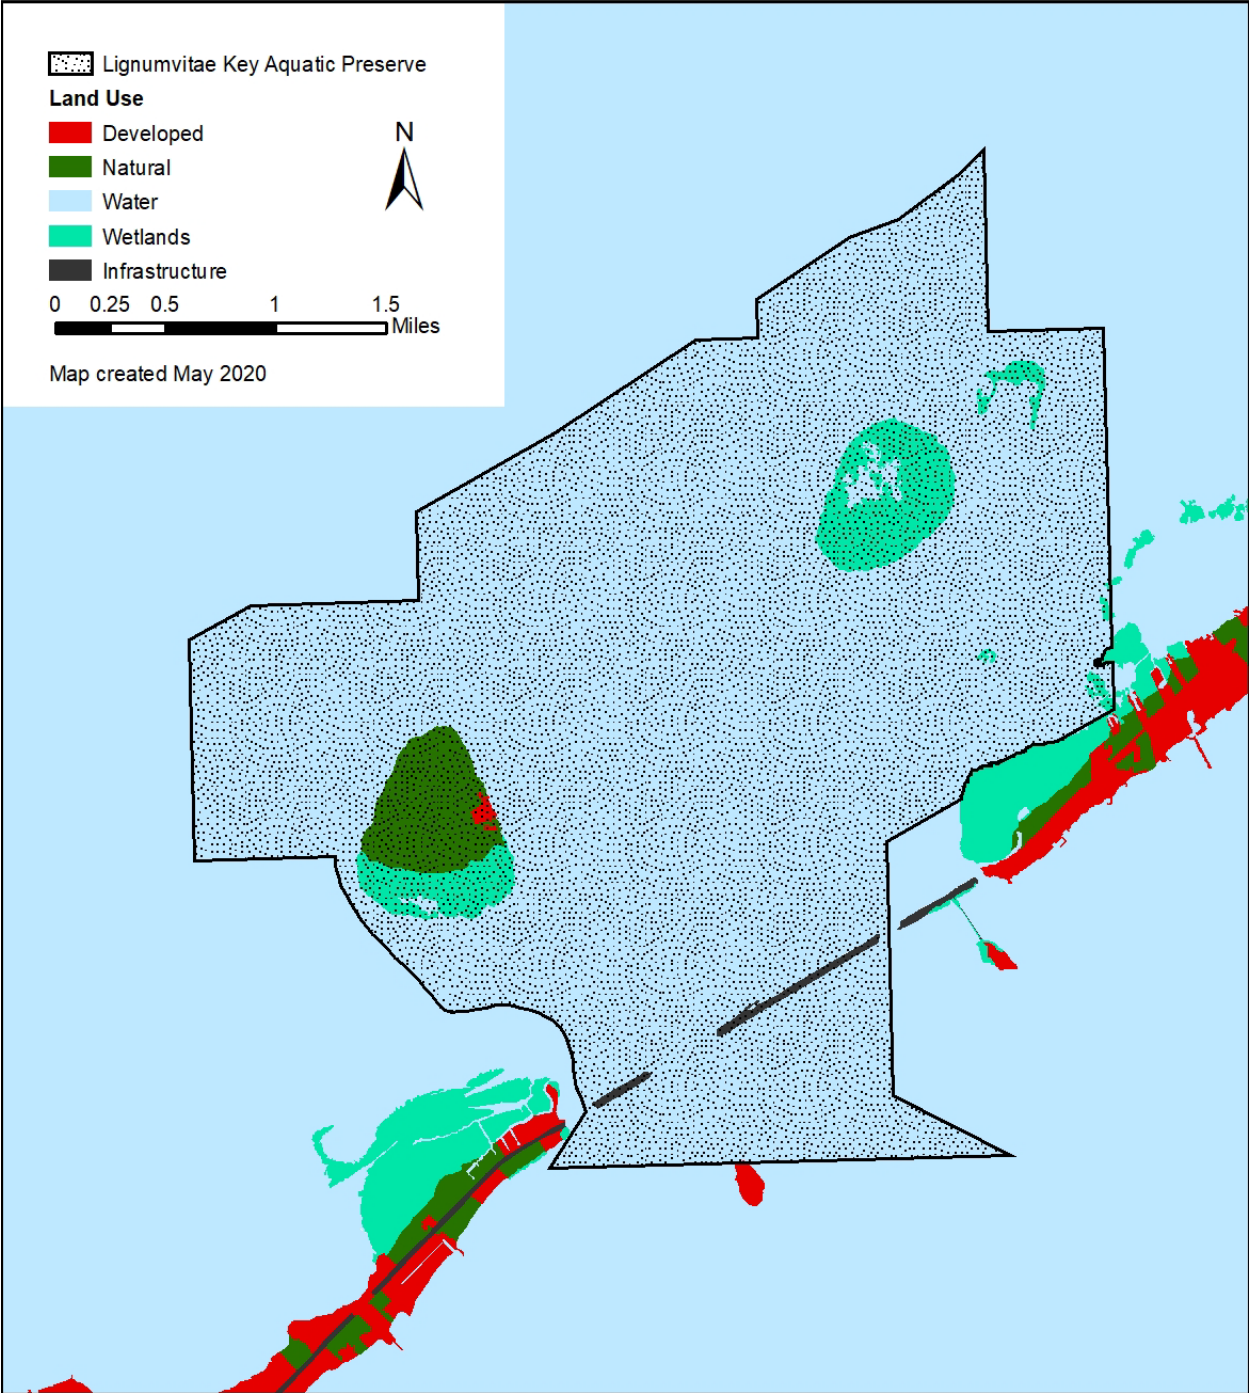 Lignumvitae Key Aquatic Preserve
Land Use
Developed
Natural
Water
Wetlands
Infrastructure
N
0 0.25 0.5 1 1.5
Miles
Map created May 2020